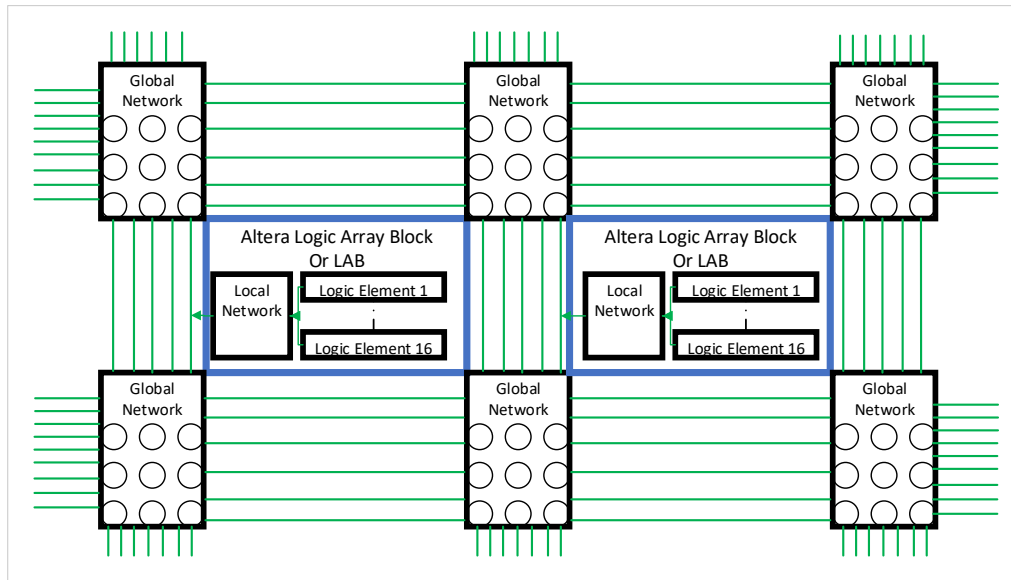 Global
Network
Global
Network
Global
Network
Altera Logic Array Block
Or LAB
Local
Network
Logic Element 1
Logic Element 16
Altera Logic Array Block
Or LAB
Local
Network
Logic Element 1
Logic Element 16
Global
Network
Global
Network
Global
Network